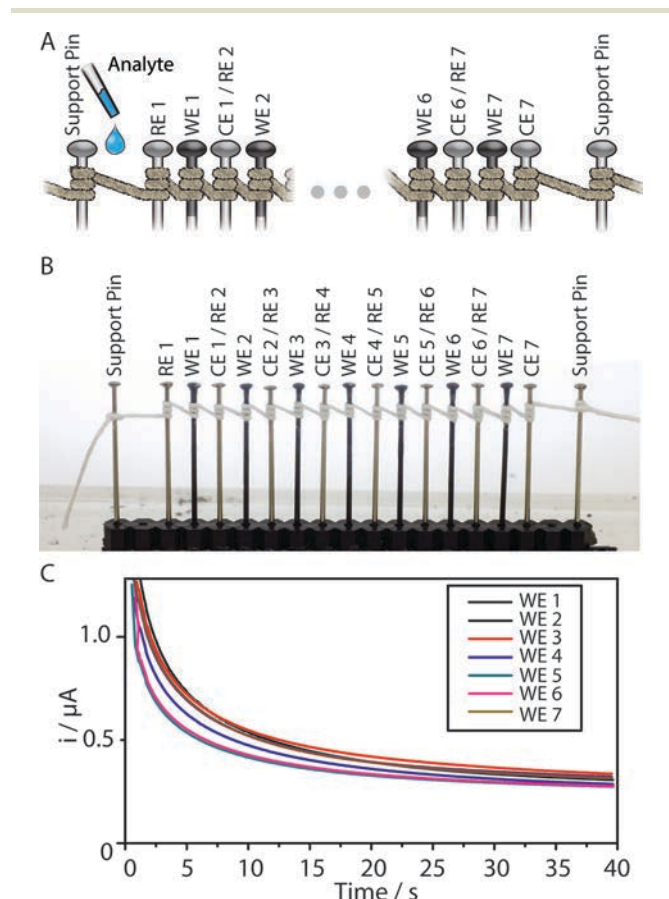 A
Support Pin
Analyte
RE 1
WE 1
CE 1 / RE 2
WE 2
WE 6
CE 6 / RE 7
WE 7
CE 7
Support Pin
B
Support Pin
RE 1
WE 1
CE 1 / RE 2
WE 2
CE 2 / RE 3
WE 3
CE 3 / RE 4
WE 4
CE 4 / RE 5
WE 5
CE 5 / RE 6
WE 6
CE 6 / RE 7
WE 7
CE 7
Support Pin
C
i / μA
1.0
0.5
0
WE 1
WE 2
WE 3
WE 4
WE 5
WE 6
WE 7
0 5 10 15 20 25 30 35 40
Time / s